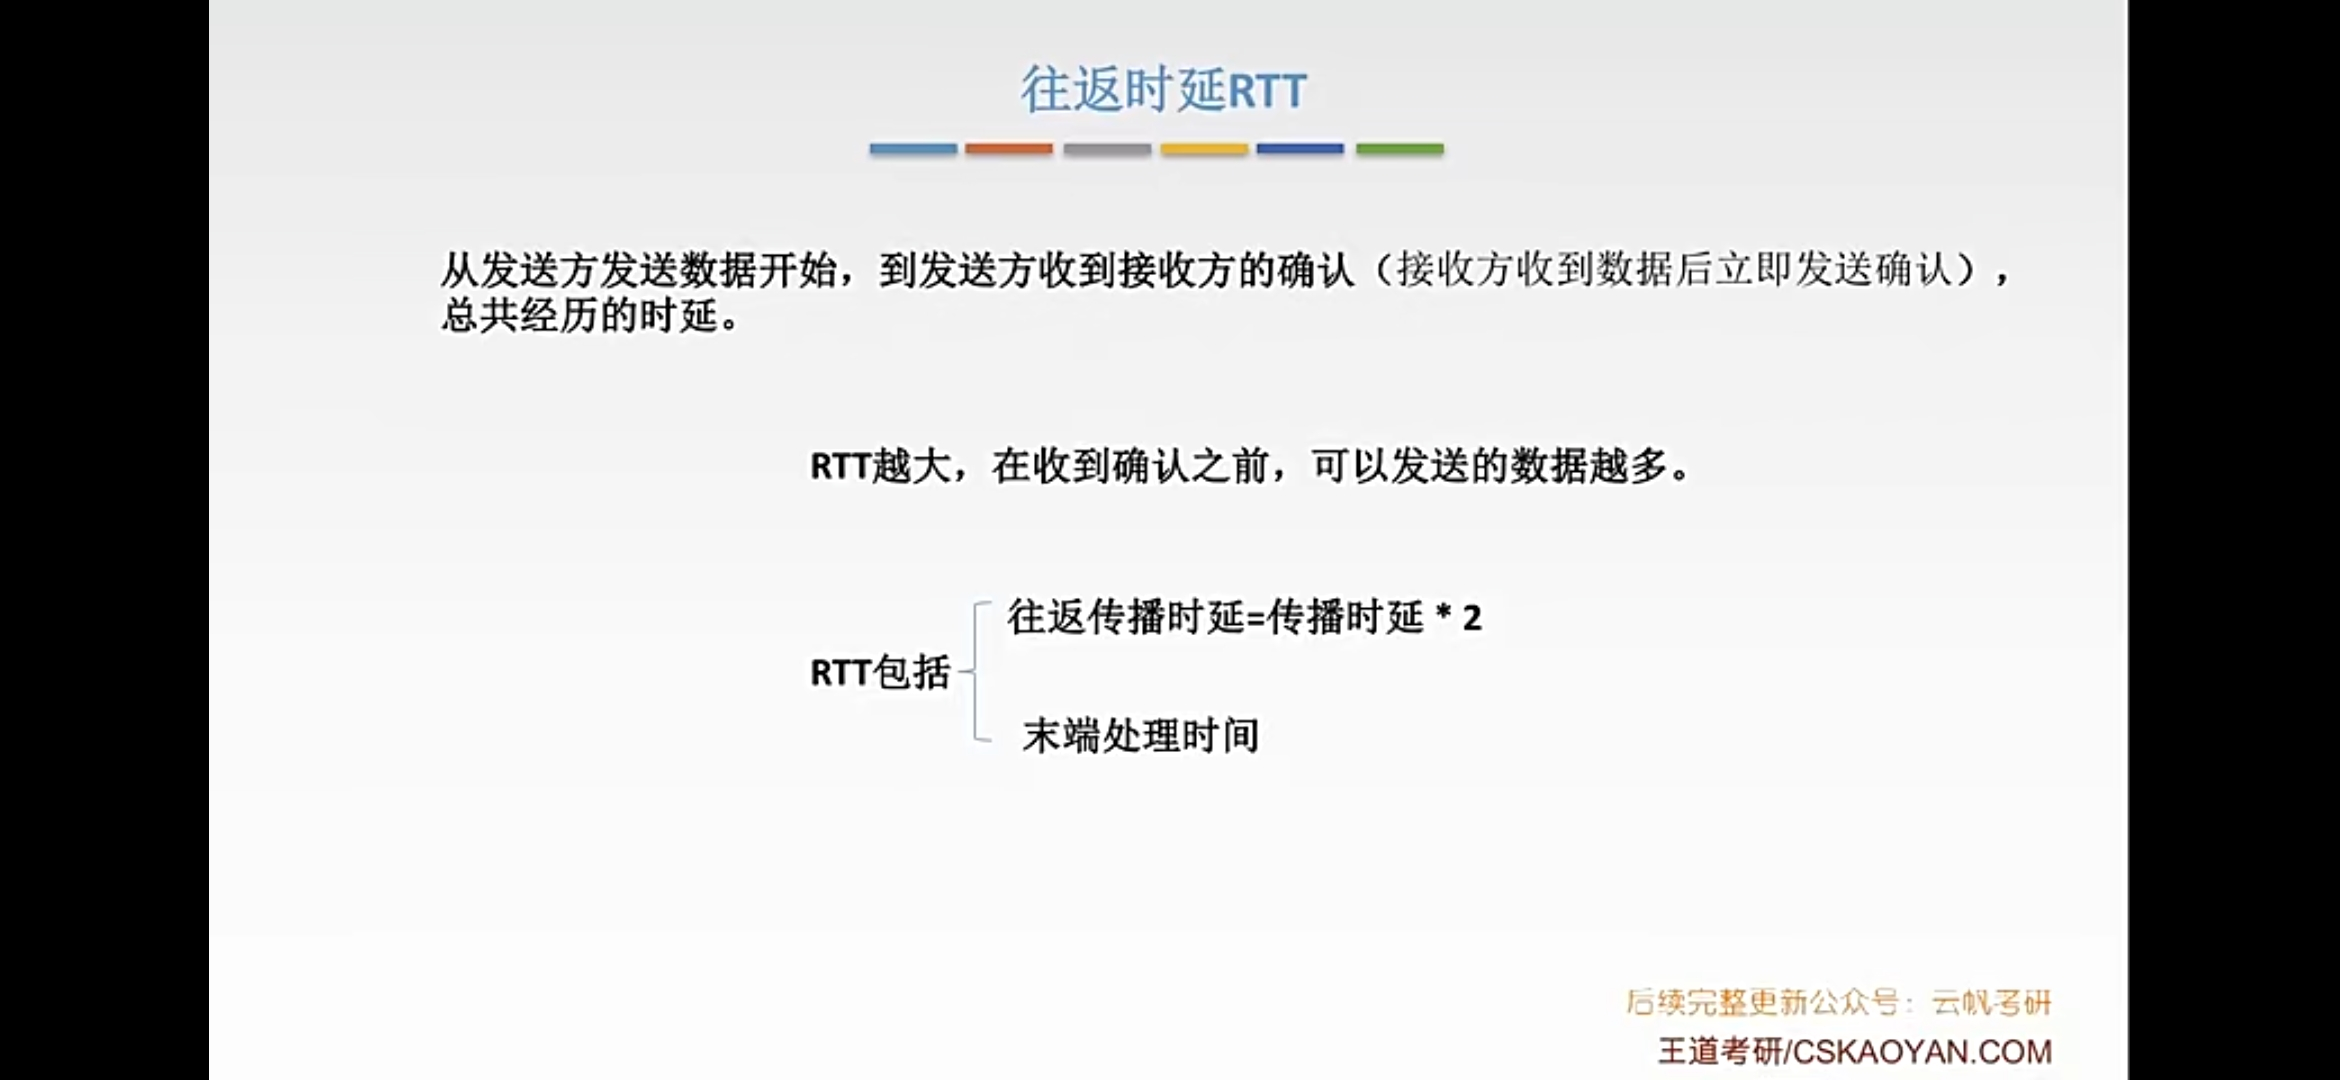 往返时延RTT
从发送方发送数据开始，到发送方收到接收方的确认（接收方收到数据后立即发送确认），
总共经历的时延。
RTT越大，在收到确认之前，可以发送的数据越多。
往返传播时延=传播时延 * 2
RTT包括
末端处理时间
后续完整更新公众号：云帆考研
王道考研/CSKAOYAN.COM